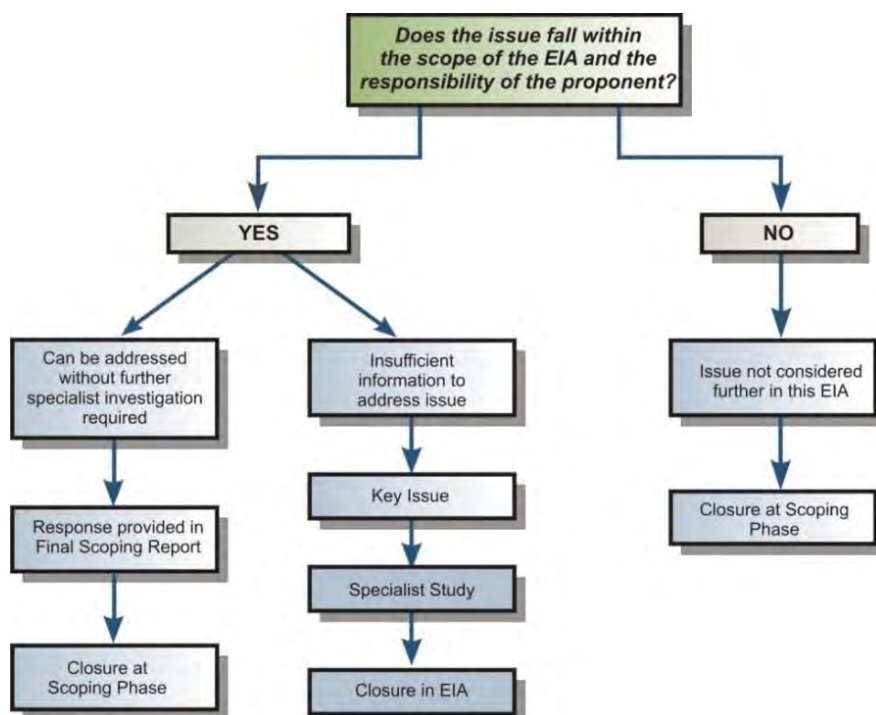 Does the issue fall within
the scope of the EIA and the
responsibility of the proponent?
YES
NO
Can be addressed
without further
specialist investigation
required
Insufficient
information to
address issue
Issue not considered
further in this EIA
Key Issue
Closure at Scoping
Phase
Response provided in
Final Scoping Report
Specialist Study
Closure at
Scoping Phase
Closure in EIA